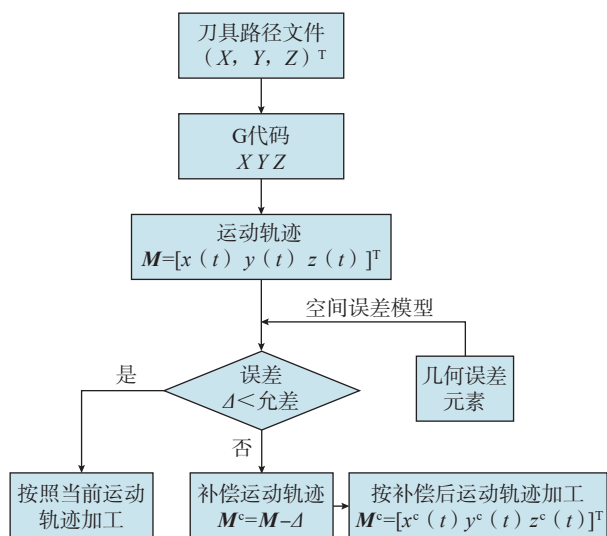 刀具路径文件
（X，Y，Z）ᵀ
G代码
X Y Z
运动轨迹
M=[x（t） y（t） z（t）]ᵀ
空间误差模型
误差
Δ＜允差
几何误差
元素
是
否
按照当前运动
轨迹加工
补偿运动轨迹
Mᶜ=M−Δ
按补偿后运动轨迹加工
Mᶜ=[xᶜ（t）yᶜ（t）zᶜ（t）]ᵀ